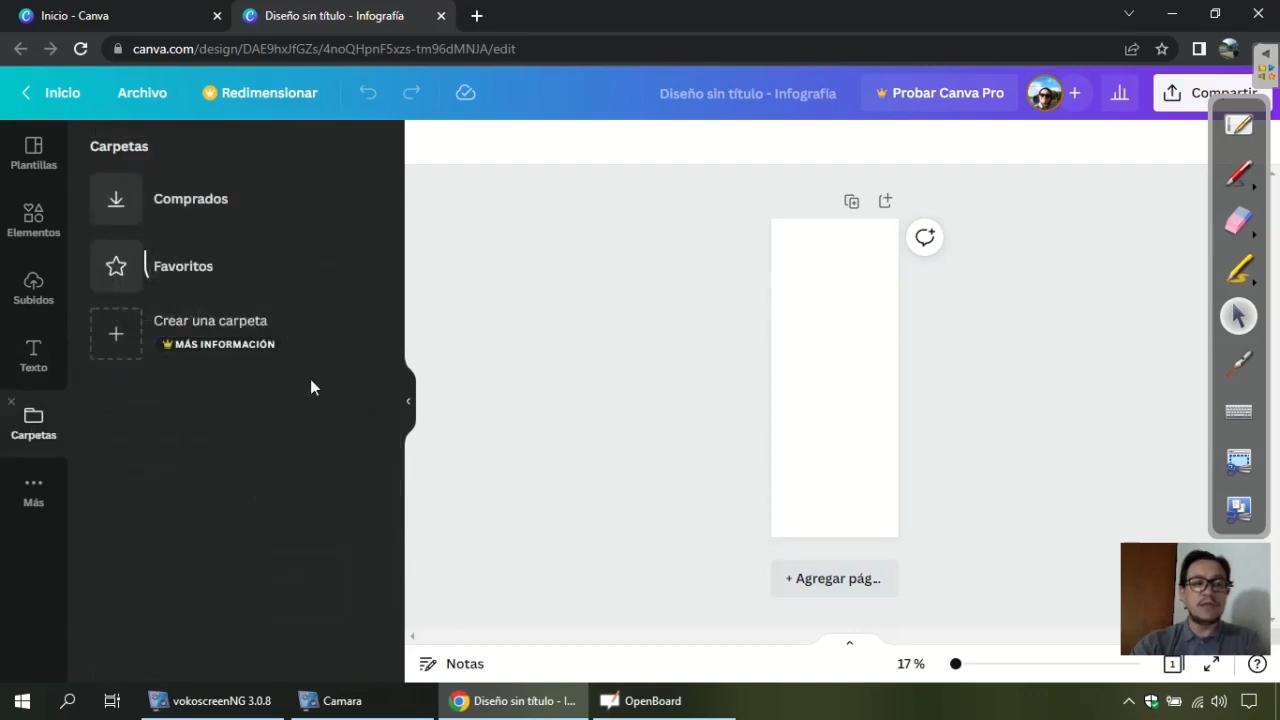 Inicio - Canva
Diseño sin título - Infografía
canva.com/design/DAE9hxJfGZs/4noQHpnF5xzs-tm96dMNJA/edit
Inicio
Archivo
Redimensionar
Diseño sin título - Infografía
Probar Canva Pro
Compartir
Plantillas
Elementos
Subidos
Texto
Carpetas
Más
Carpetas
Comprados
Favoritos
Crear una carpeta
MÁS INFORMACIÓN
+ Agregar pág...
Notas
17 %
1
vokoscreenNG 3.0.8
Camara
Diseño sin título - I...
OpenBoard